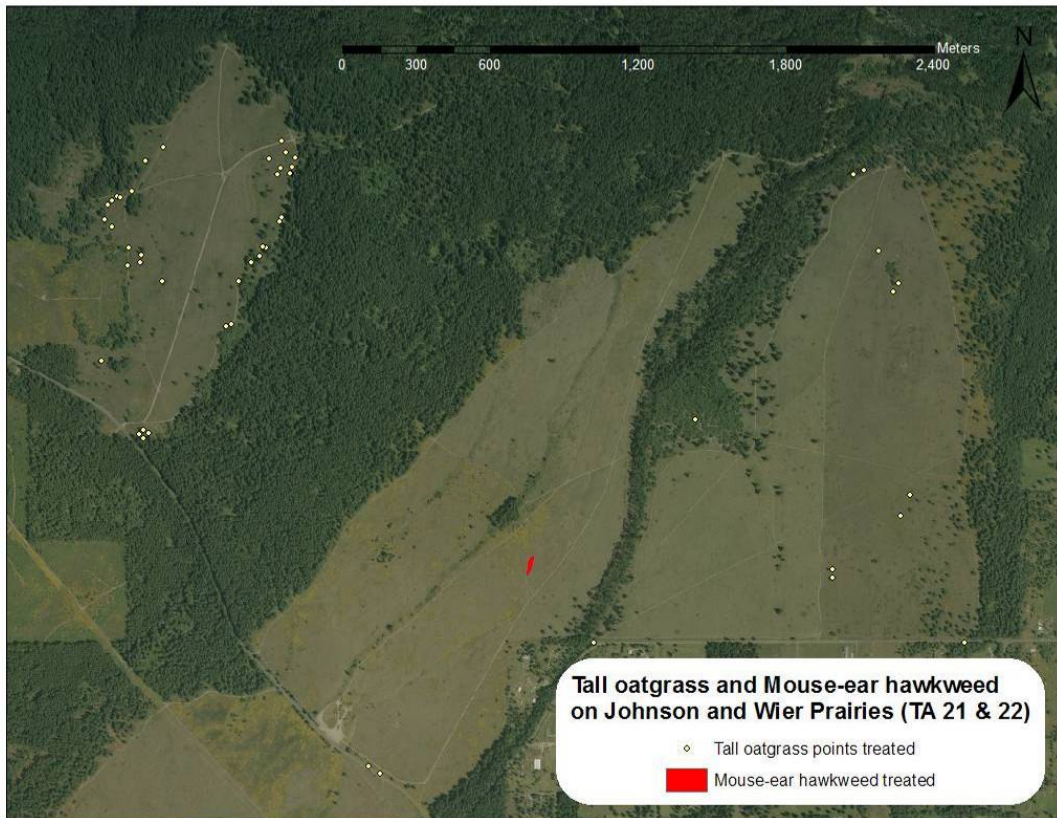 N
Meters
0 300 600 1,200 1,800 2,400
Tall oatgrass and Mouse-ear hawkweed
on Johnson and Wier Prairies (TA 21 & 22)
Tall oatgrass points treated
Mouse-ear hawkweed treated